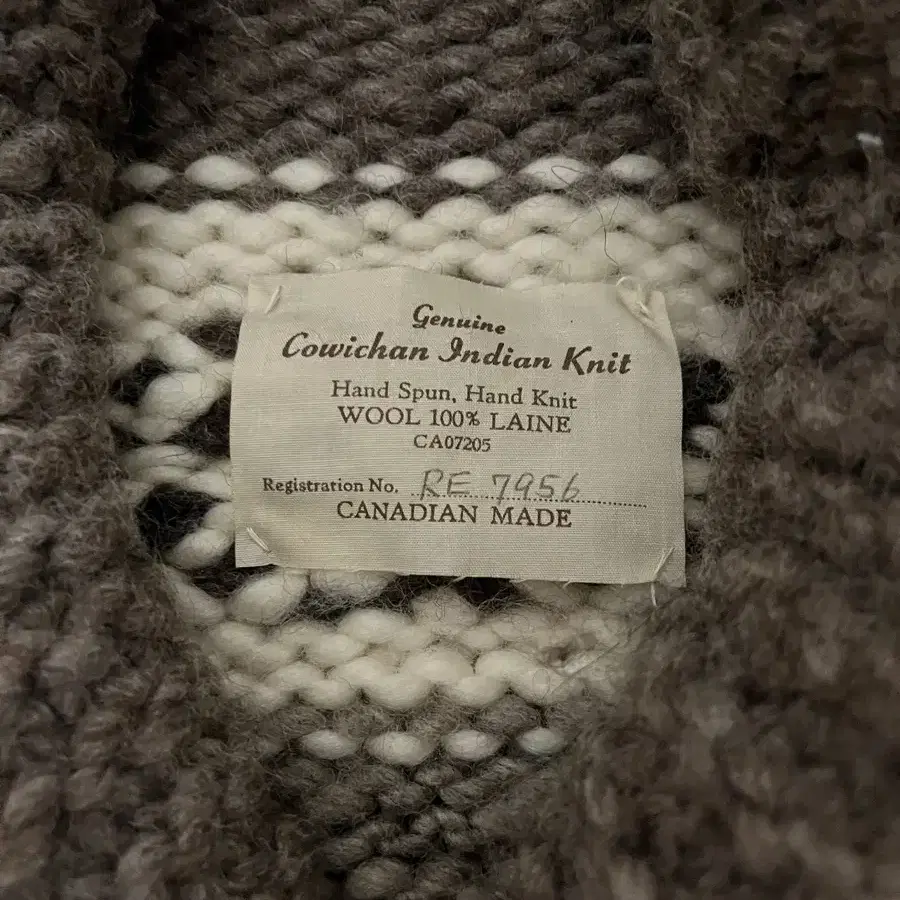 Genuine
Cowichan Indian Knit
Hand Spun, Hand Knit
WOOL 100% LAINE
CA07205
Registration No. RE 7956
CANADIAN MADE